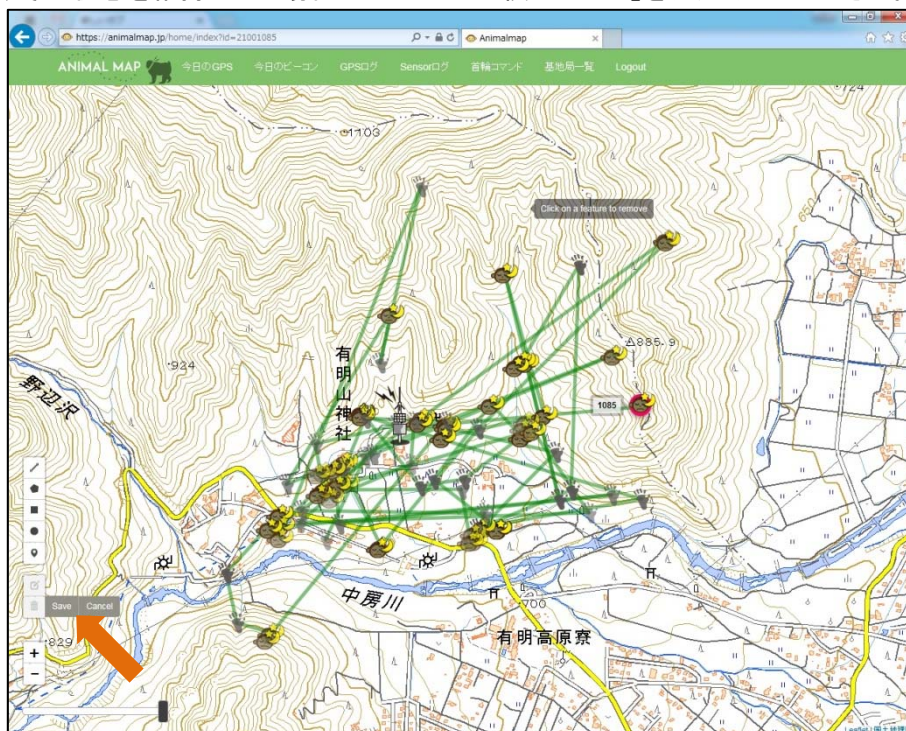 https://animalmap.jp/home/index?id=21001085
Animalmap
ANIMAL MAP
今日のGPS
今日のビーコン
GPSログ
Sensorログ
首輪コマンド
基地局一覧
Logout
724
1103
Click on a feature to remove
650
885.9
924
有明山神社
野辺沢
1085
Save
Cancel
中房川
700
829
有明高原寮
+
−